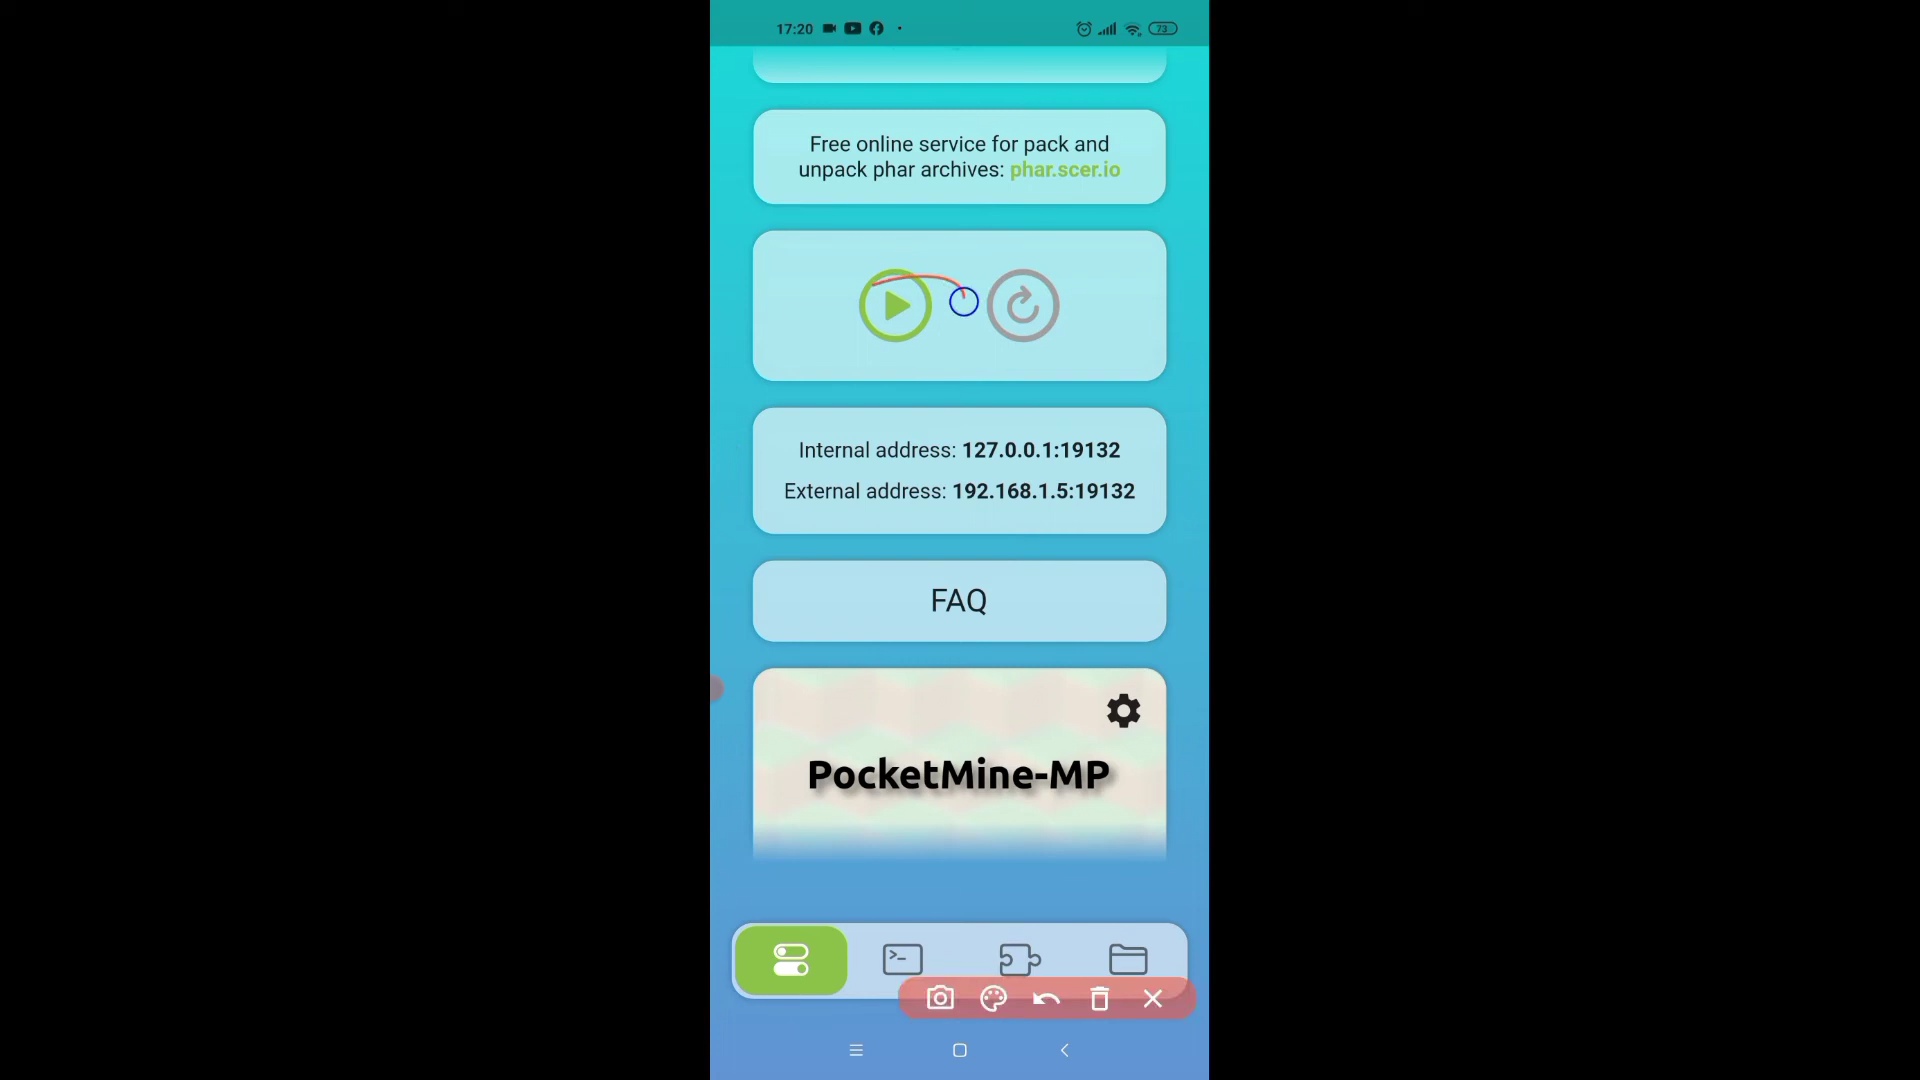 17:20
73
Free online service for pack and
unpack phar archives: phar.scer.io
Internal address: 127.0.0.1:19132
External address: 192.168.1.5:19132
FAQ
PocketMine-MP